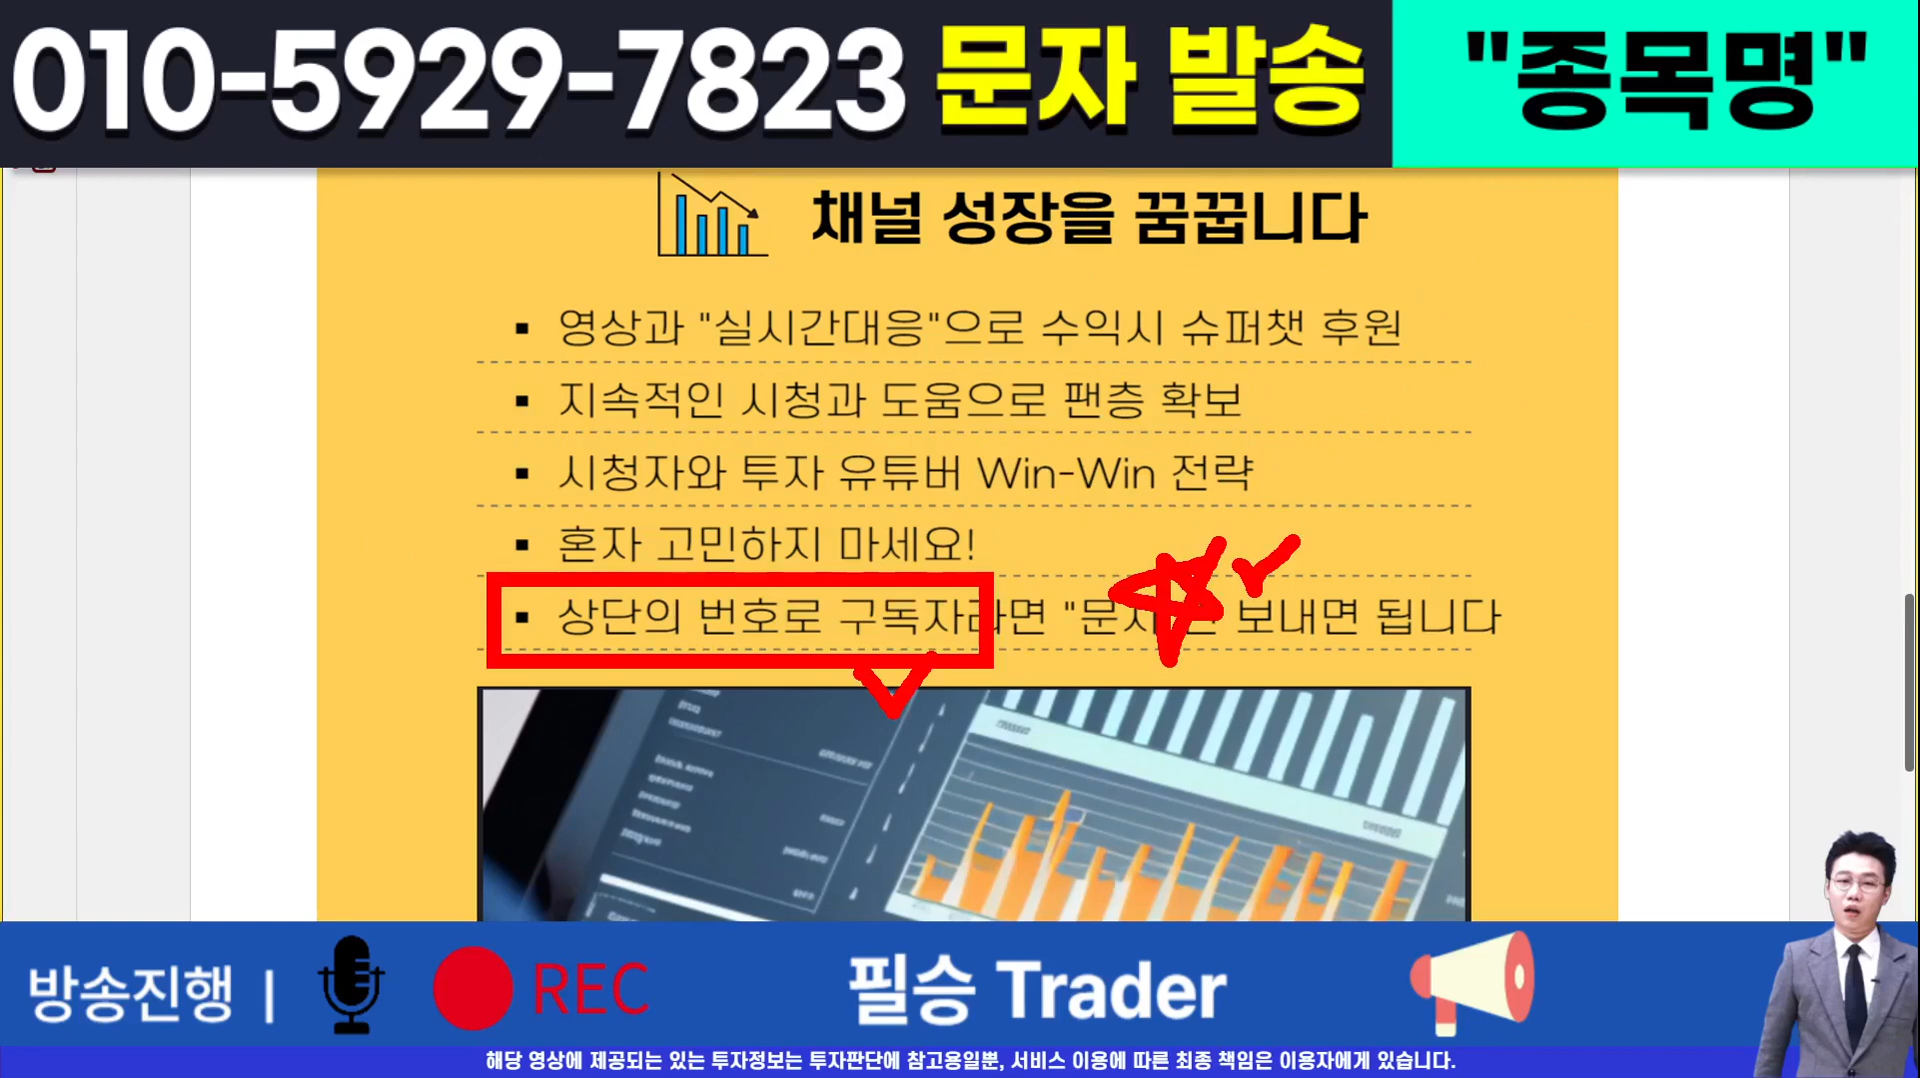 010-5929-7823 문자 발송 "종목명"
채널 성장을 꿈꿉니다
▪ 영상과 "실시간대응"으로 수익시 슈퍼챗 후원
▪ 지속적인 시청과 도움으로 팬층 확보
▪ 시청자와 투자 유튜버 Win-Win 전략
▪ 혼자 고민하지 마세요!
▪ 상단의 번호로 구독자라면 "문자 보내면 됩니다
방송진행 | REC 필승 Trader
해당 영상에 제공되는 있는 투자정보는 투자판단에 참고용일뿐, 서비스 이용에 따른 최종 책임은 이용자에게 있습니다.